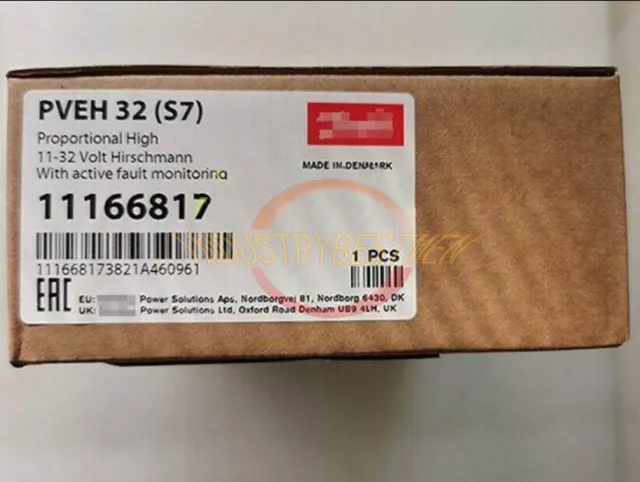 PVEH 32 (S7)
Proportional High
11-32 Volt Hirschmann
With active fault monitoring
MADE IN DENMARK
11166817
INDUSTRYBESTVIEN
1 PCS
111668173821A460961
EAC
EU: Power Solutions Aps, Nordborgvej 81, Nordborg 6430, DK
UK: Power Solutions Ltd, Oxford Road Denham UB9 4LH, UK